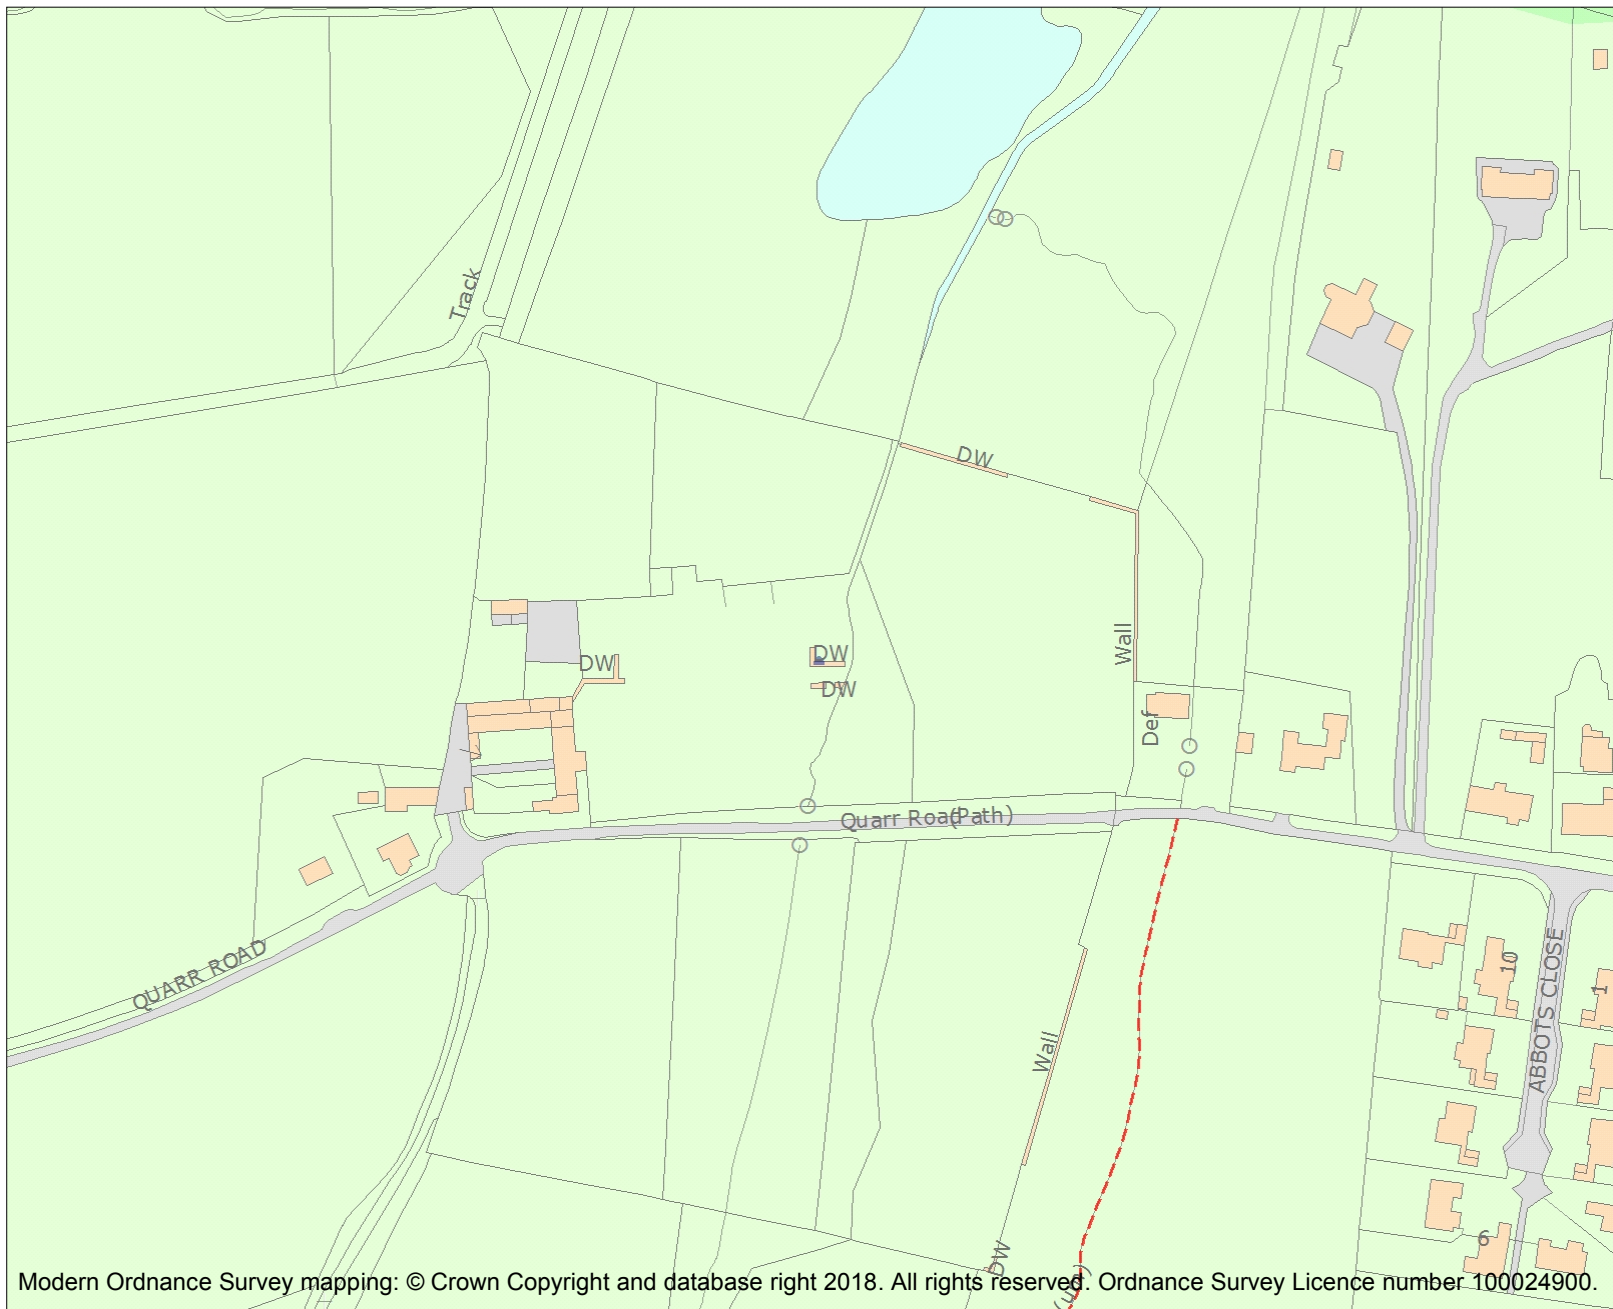 Track
DW
DW
DW
DW
Wall
Def
Quarr Road
(Path)
QUARR ROAD
ABBOTS CLOSE
10
1
Wall
DW
6
(um)
Modern Ordnance Survey mapping: © Crown Copyright and database right 2018. All rights reserved. Ordnance Survey Licence number 100024900.